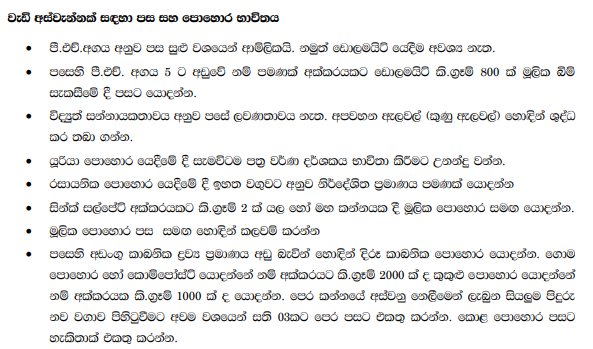 වැඩි අස්වැන්නක් සඳහා පස සහ පොහොර භාවිතය
• පී.එච්.අගය අනුව පස සුළු වශයෙන් ආම්ලිකයි. නමුත් ඩොලමයිට් යෙදීම අවශ්‍ය නැත.
• පසෙහි පී.එච්. අගය 5 ට අඩුවේ නම් පමණක් අක්කරයකට ඩොලමයිට් කි.ග්‍රෑම් 800 ක් මූලික බිම්
සැකසීමේ දී පසට යොදන්න.
• විද්‍යුත් සන්නායකතාවය අනුව පසේ ලවණතාවය නැත. අපවහන ඇලවල් (කුණු ඇලවල්) හොඳින් ශුද්ධ
කර තබා ගන්න.
• යූරියා පොහොර යෙදීමේ දී සැමවිටම පත්‍ර වර්ණ දර්ශකය භාවිතා කිරීමට උනන්දු වන්න.
• රසායනික පොහොර යෙදීමේ දී ඉහත වගුවට අනුව නිර්දේශිත ප්‍රමාණය පමණක් යොදන්න
• සින්ක් සල්පේට් අක්කරයකට කි.ග්‍රෑම් 2 ක් යල හෝ මහ කන්නයක දී මූලික පොහොර සමඟ යොදන්න.
• මූලික පොහොර පස සමඟ හොඳින් කලවම් කරන්න
• පසෙහි අඩංගු කාබනික ද්‍රව්‍ය ප්‍රමාණය අඩු බැවින් හොඳින් දිරූ කාබනික පොහොර යොදන්න. ගොම
පොහොර හෝ කොම්පෝස්ට් යොදන්නේ නම් අක්කරයට කි.ග්‍රෑම් 2000 ක් ද කුකුළු පොහොර යොදන්නේ
නම් අක්කරයක කි.ග්‍රෑම් 1000 ක් ද යොදන්න. පෙර කන්නයේ අස්වනු නෙලීමෙන් ලැබුන සියලුම පිදුරු
නව වගාව පිහිටුවීමට අවම වශයෙන් සති 03කට පෙර පසට එකතු කරන්න. කොළ පොහොර පසට
හැකිතාක් එකතු කරන්න.